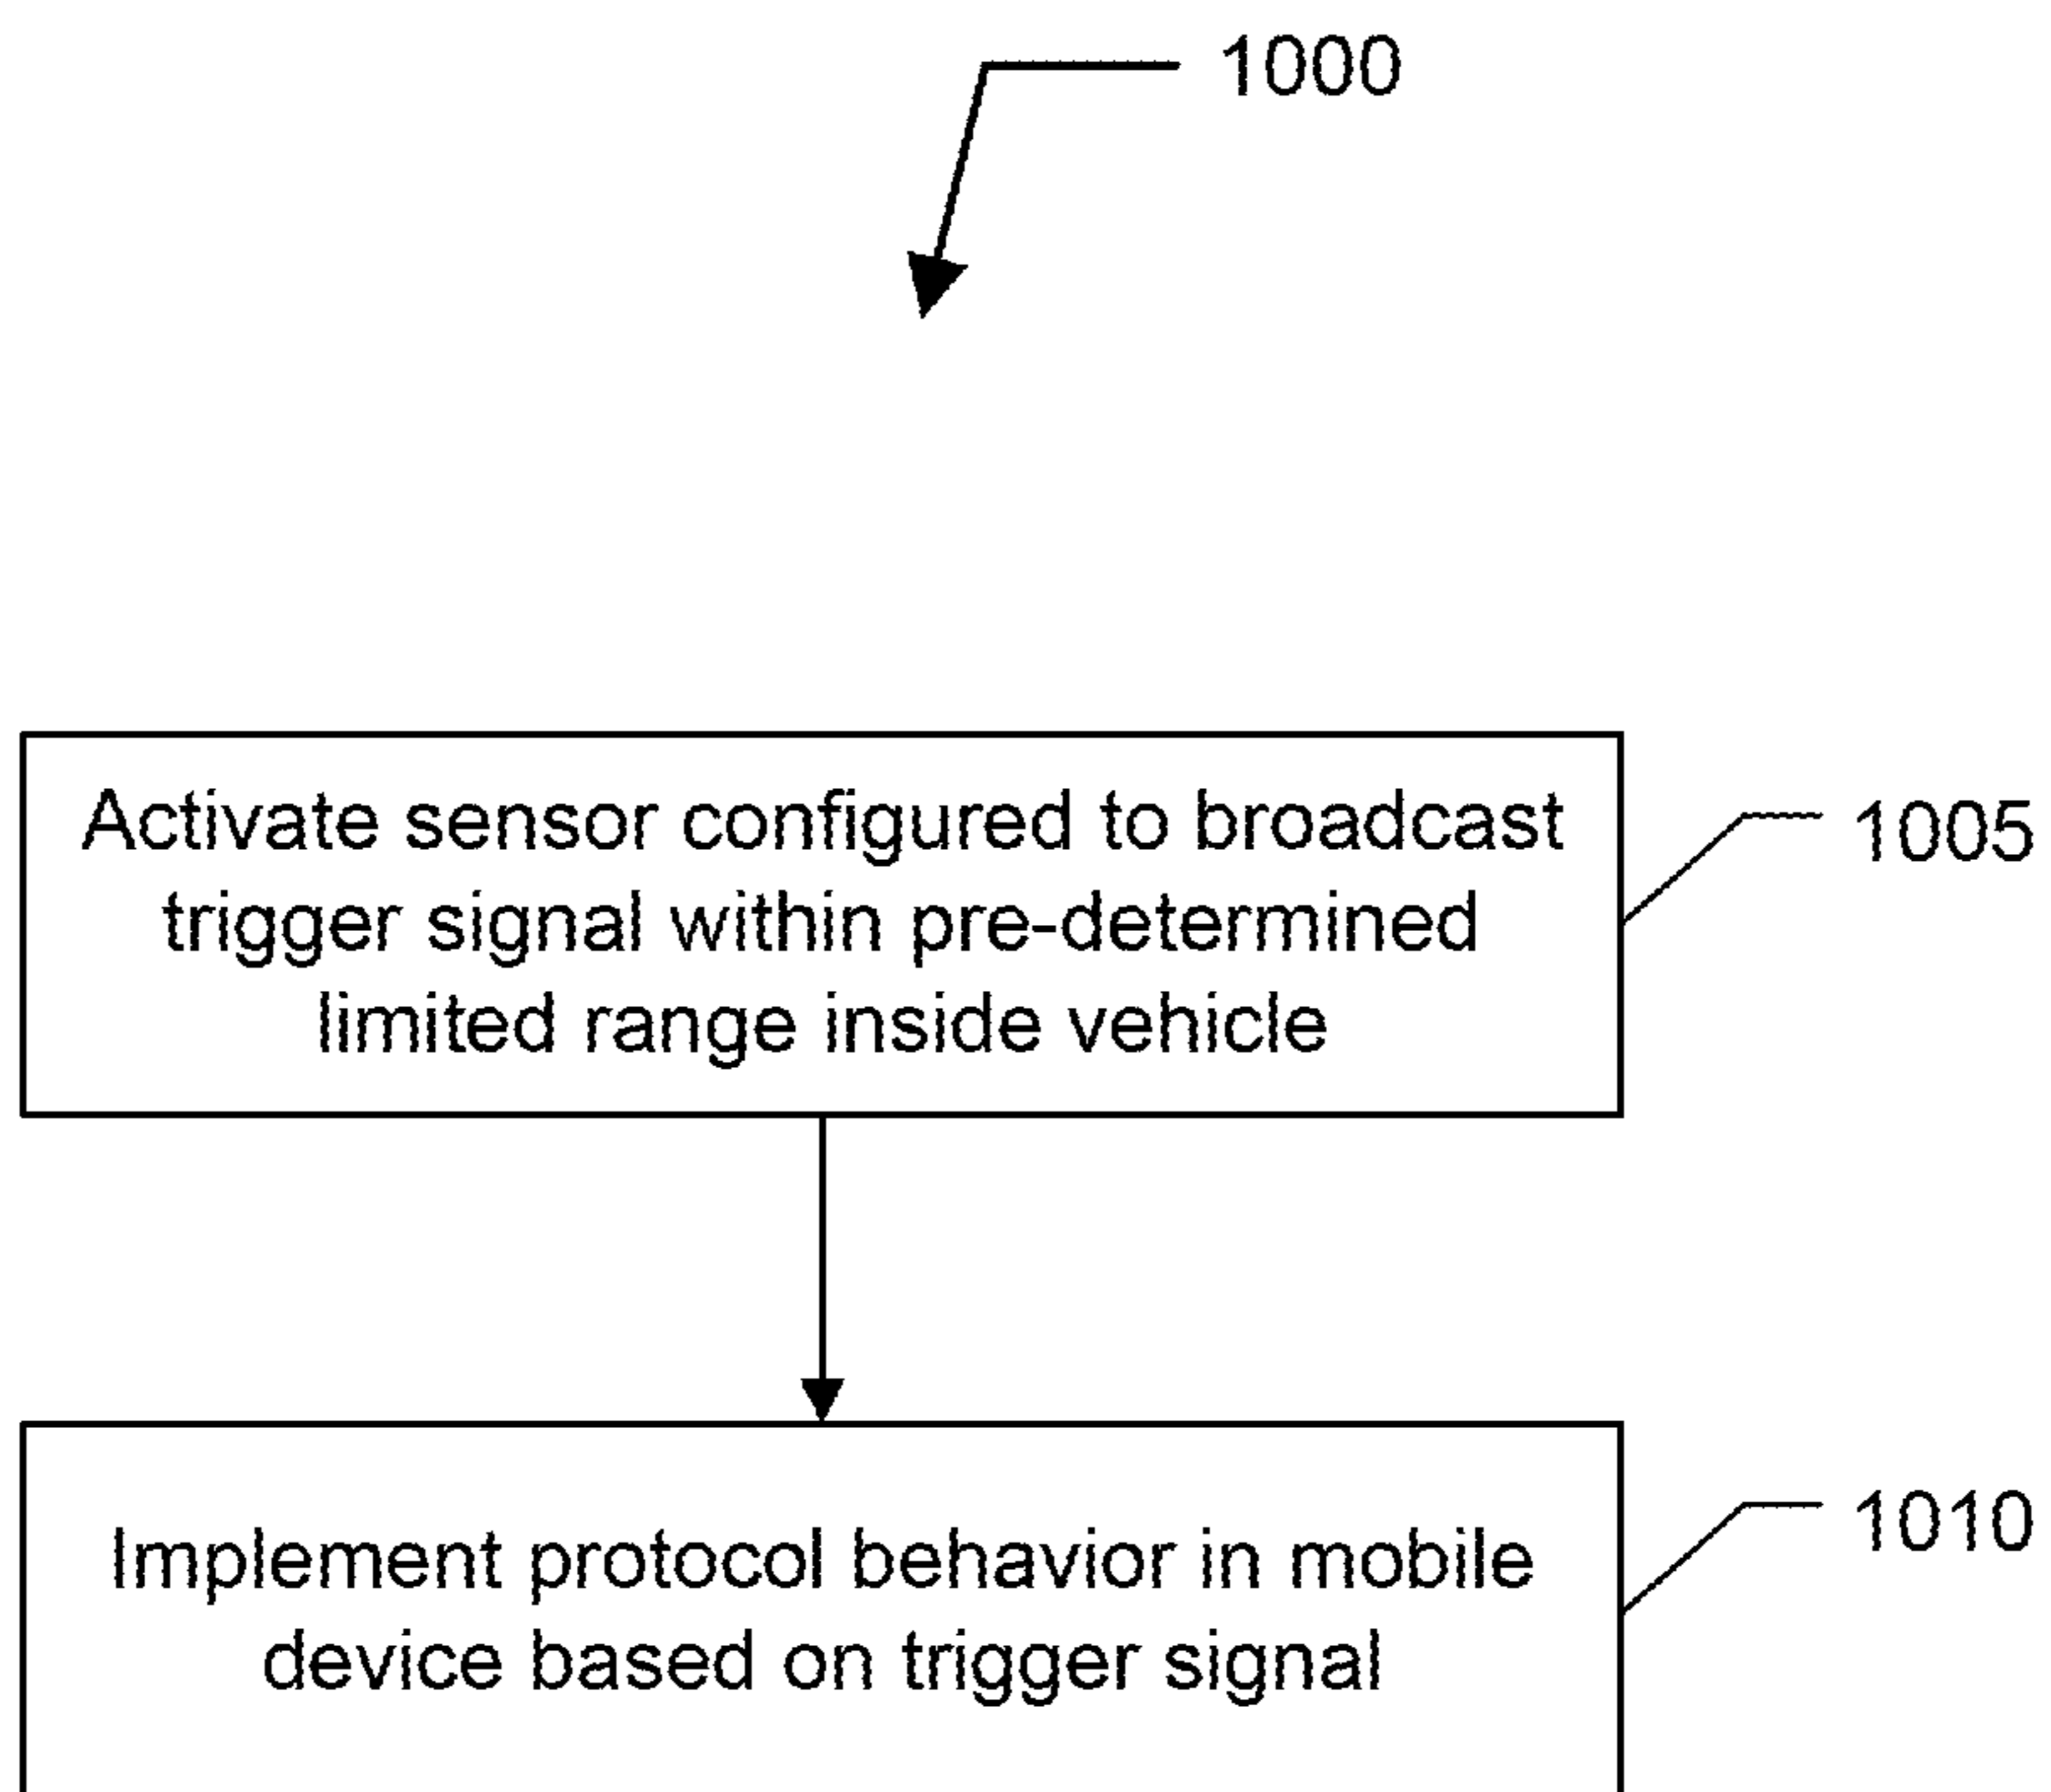 1000
Activate sensor configured to broadcast
trigger signal within pre-determined
limited range inside vehicle
1005
Implement protocol behavior in mobile
device based on trigger signal
1010